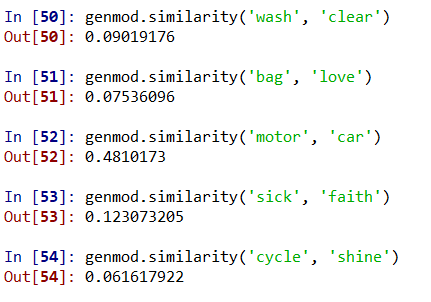 In [50]: genmod.similarity('wash', 'clear')
Out[50]: 0.09019176
In [51]: genmod.similarity('bag', 'love')
Out[51]: 0.07536096
In [52]: genmod.similarity('motor', 'car')
Out[52]: 0.4810173
In [53]: genmod.similarity('sick', 'faith')
Out[53]: 0.123073205
In [54]: genmod.similarity('cycle', 'shine')
Out[54]: 0.061617922